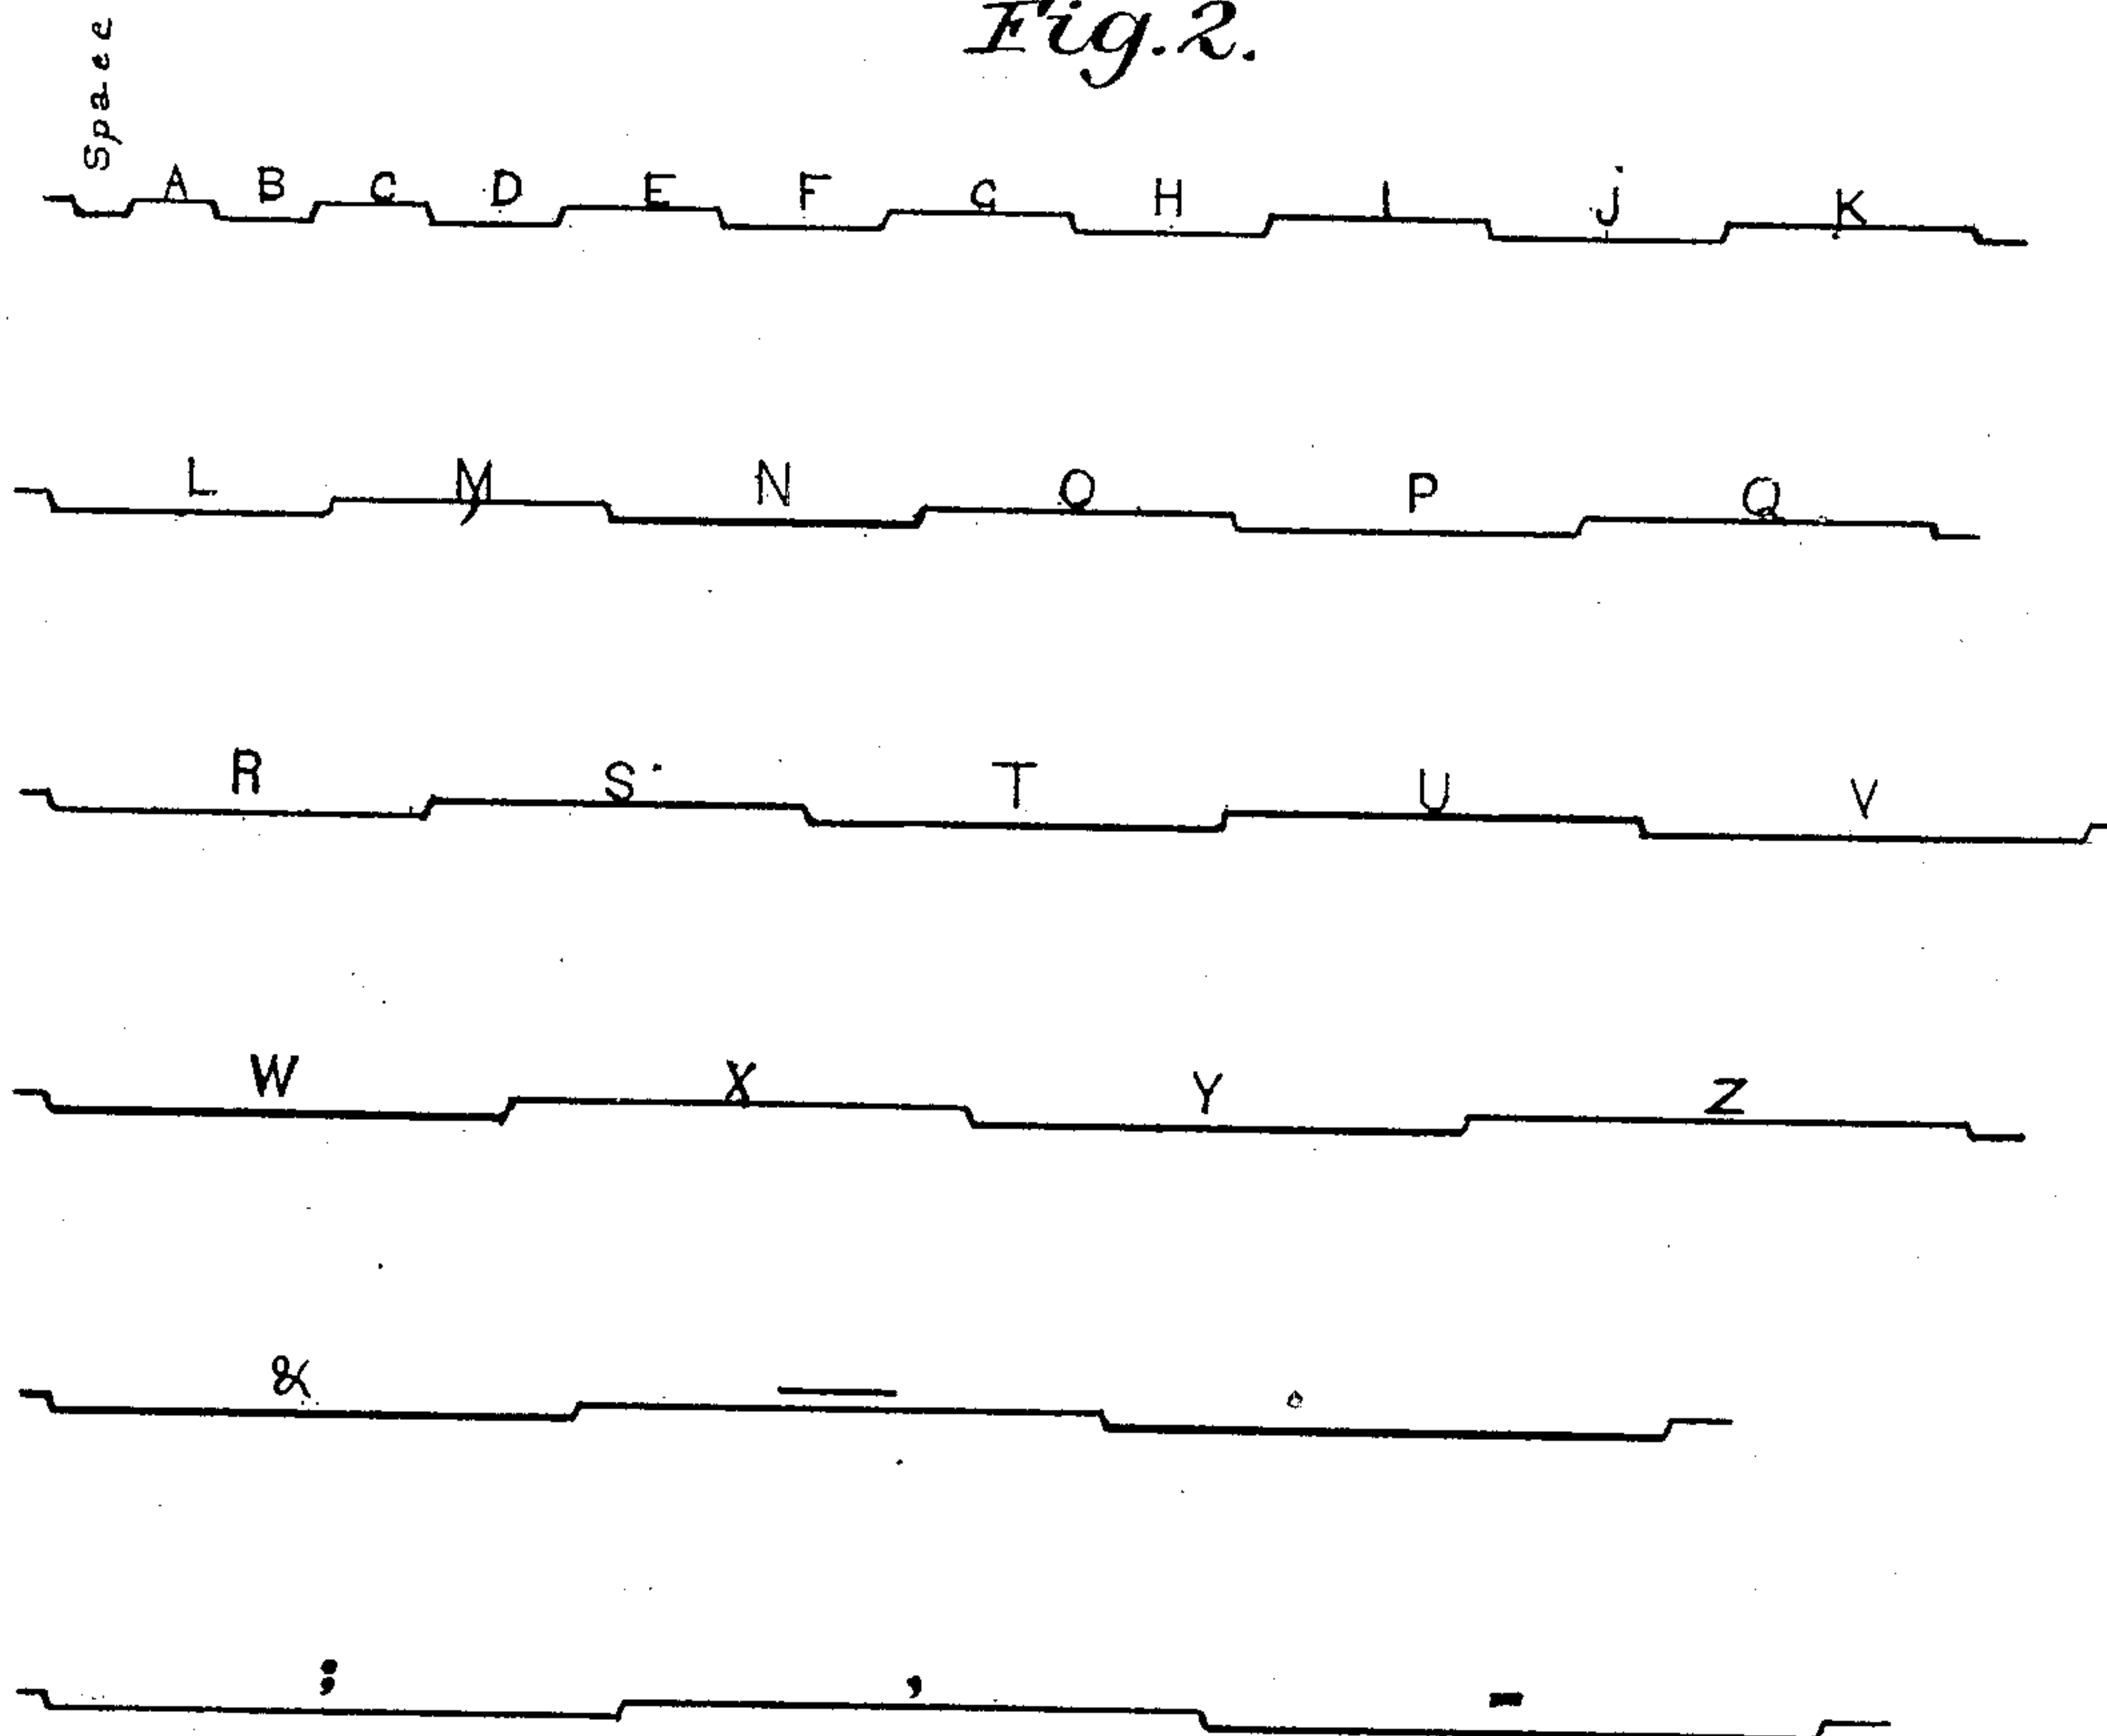 Fig. 2.
Space
A B C D E F G H I J K
L M N O P Q
R S T U V
W X Y Z
& — .
; , -